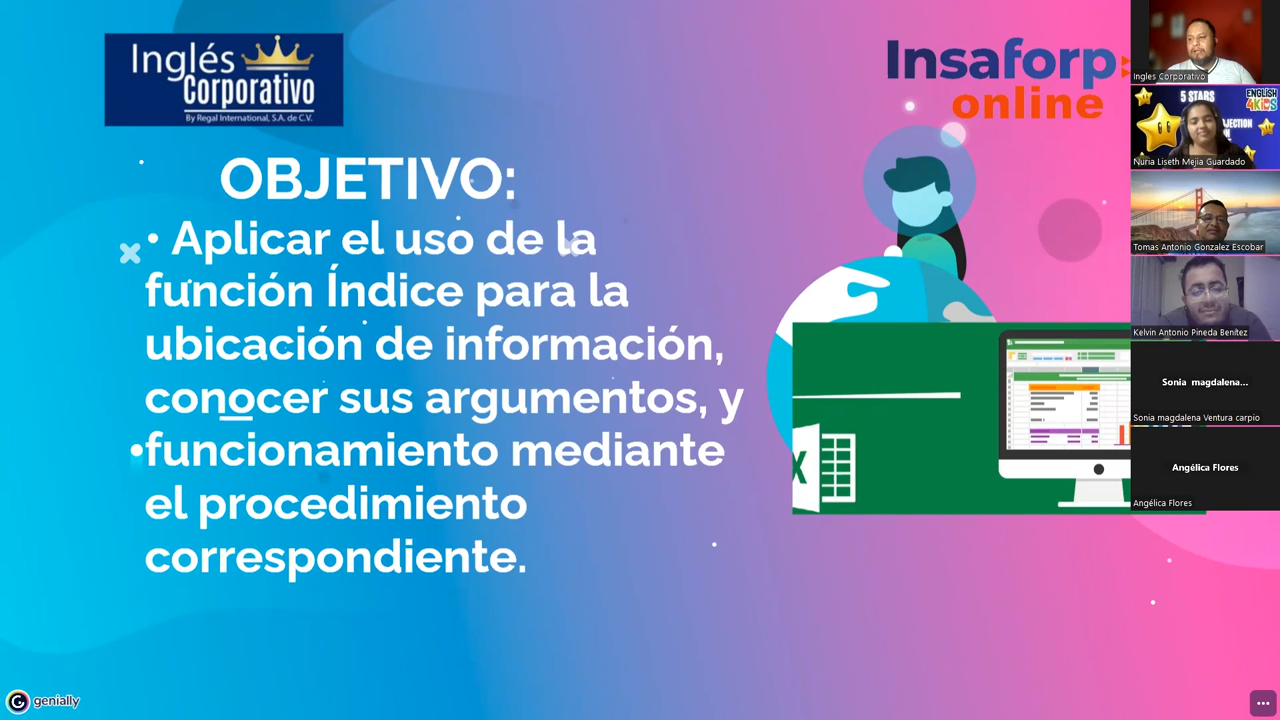 Inglés
Corporativo
By Regal International, S.A. de C.V.
Insaforp
online
OBJETIVO:
• Aplicar el uso de la
función Índice para la
ubicación de información,
conocer sus argumentos, y
•funcionamiento mediante
el procedimiento
correspondiente.
X
genially
Ingles Corporativo
5 STARS
ENGLISH
4KIDS
Nuria Liseth Mejia Guardado
Tomas Antonio Gonzalez Escobar
Kelvin Antonio Pineda Benítez
Sonia magdalena...
Sonia magdalena Ventura carpio
Angélica Flores
Angélica Flores